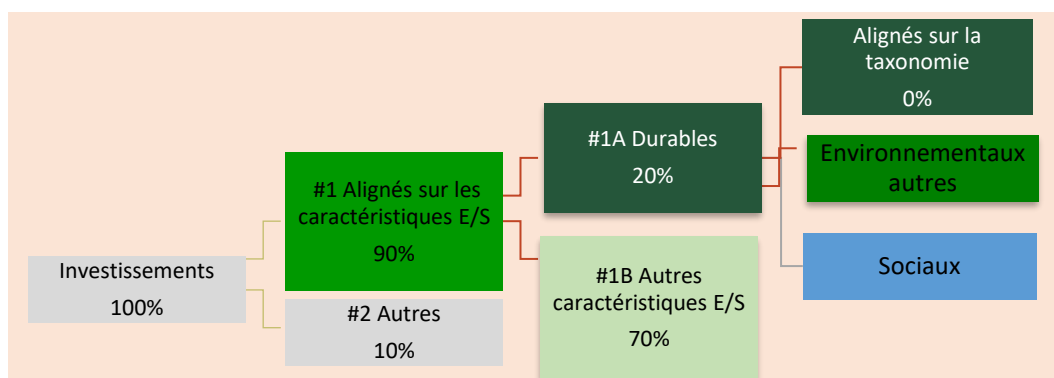 Investissements
100%
#1 Alignés sur les
caractéristiques E/S
90%
#2 Autres
10%
#1A Durables
20%
#1B Autres
caractéristiques E/S
70%
Alignés sur la
taxonomie
0%
Environnementaux
autres
Sociaux